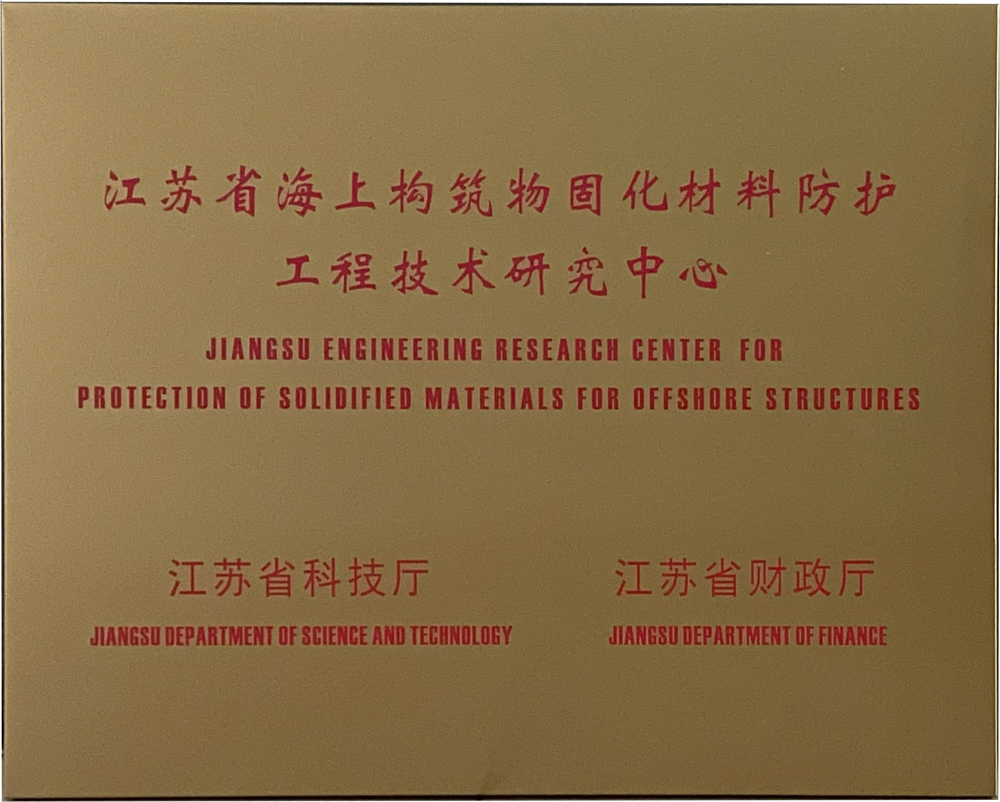 江苏省海上构筑物固化材料防护
工程技术研究中心
JIANGSU ENGINEERING RESEARCH CENTER FOR
PROTECTION OF SOLIDIFIED MATERIALS FOR OFFSHORE STRUCTURES
江苏省科技厅
JIANGSU DEPARTMENT OF SCIENCE AND TECHNOLOGY
江苏省财政厅
JIANGSU DEPARTMENT OF FINANCE